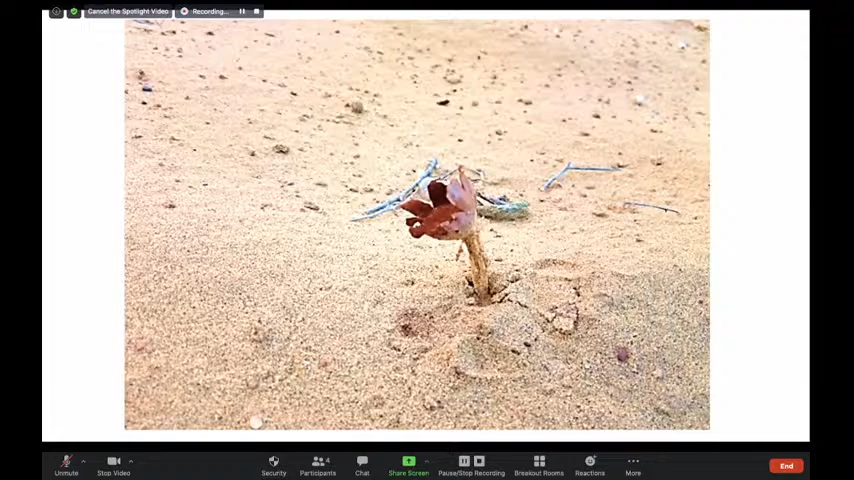 Cancel the Spotlight Video
Recording...
4
Unmute
Stop Video
Security
Participants
Chat
Share Screen
Pause/Stop Recording
Breakout Rooms
Reactions
More
End